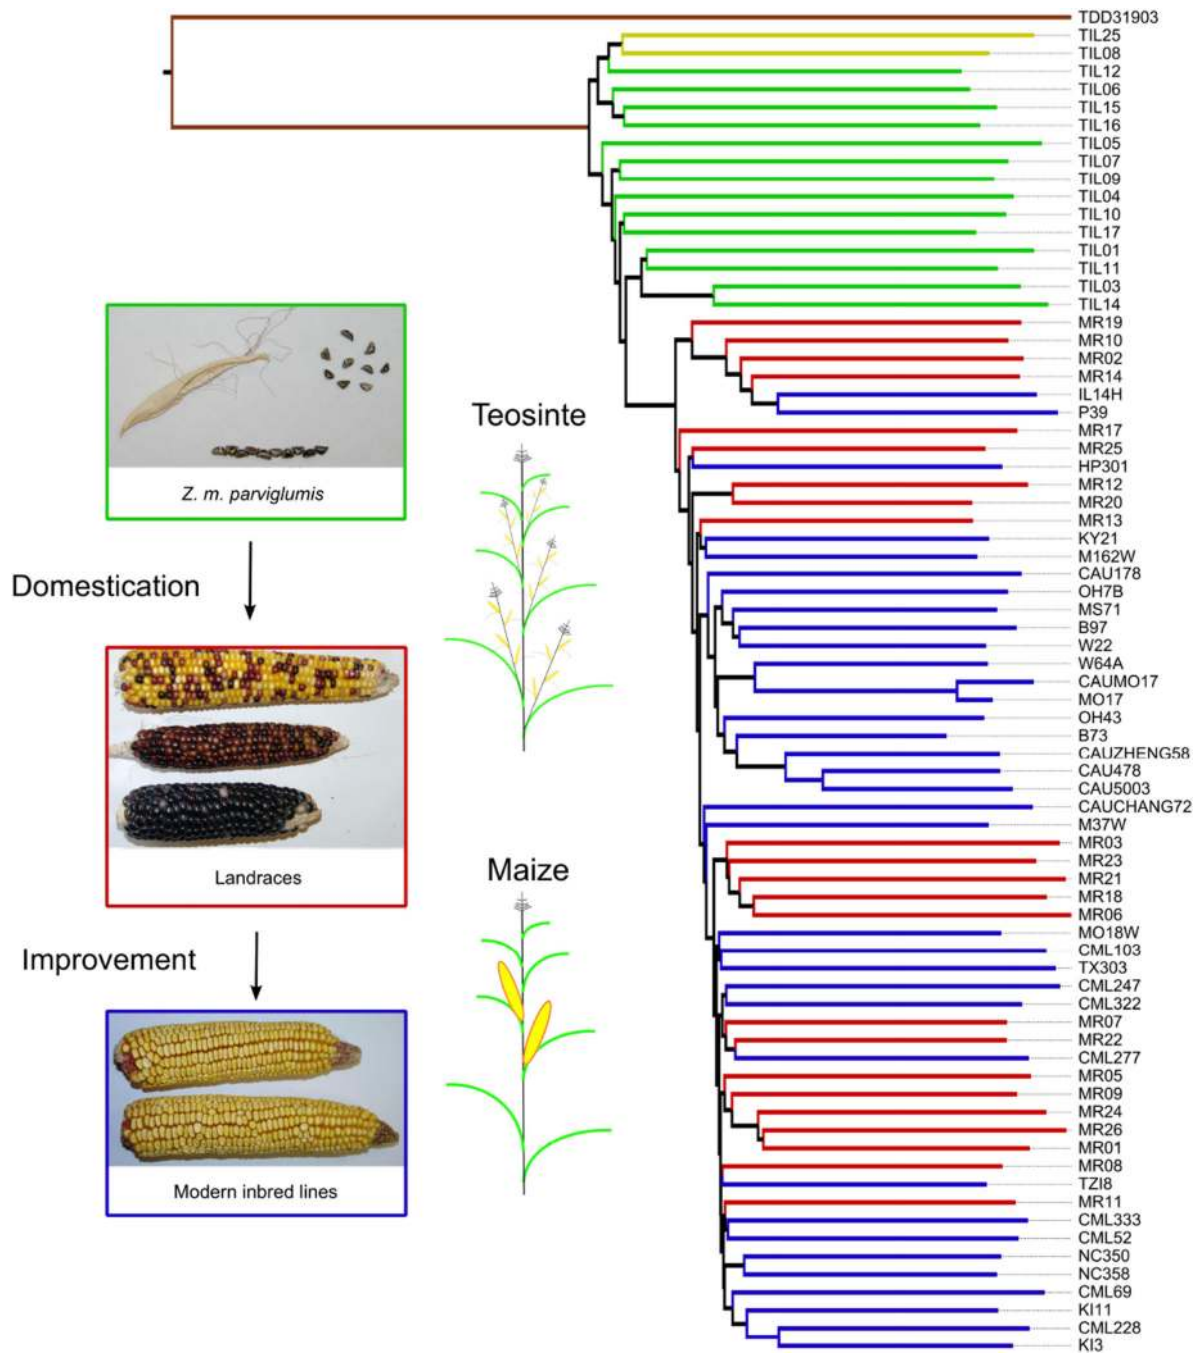 TDD31903
TIL25
TIL08
TIL12
TIL06
TIL15
TIL16
TIL05
TIL07
TIL09
TIL04
TIL10
TIL17
TIL01
TIL11
TIL03
TIL14
MR19
MR10
MR02
MR14
IL14H
P39
MR17
MR25
HP301
MR12
MR20
MR13
KY21
M162W
CAU178
OH7B
MS71
B97
W22
W64A
CAUMO17
MO17
OH43
B73
CAUZHENG58
CAU478
CAU5003
CAUCHANG72
M37W
MR03
MR23
MR21
MR18
MR06
MO18W
CML103
TX303
CML247
CML322
MR07
MR22
CML277
MR05
MR09
MR24
MR26
MR01
MR08
TZI8
MR11
CML333
CML52
NC350
NC358
CML69
KI11
CML228
KI3
Z. m. parviglumis
Domestication
Landraces
Improvement
Modern inbred lines
Teosinte
Maize